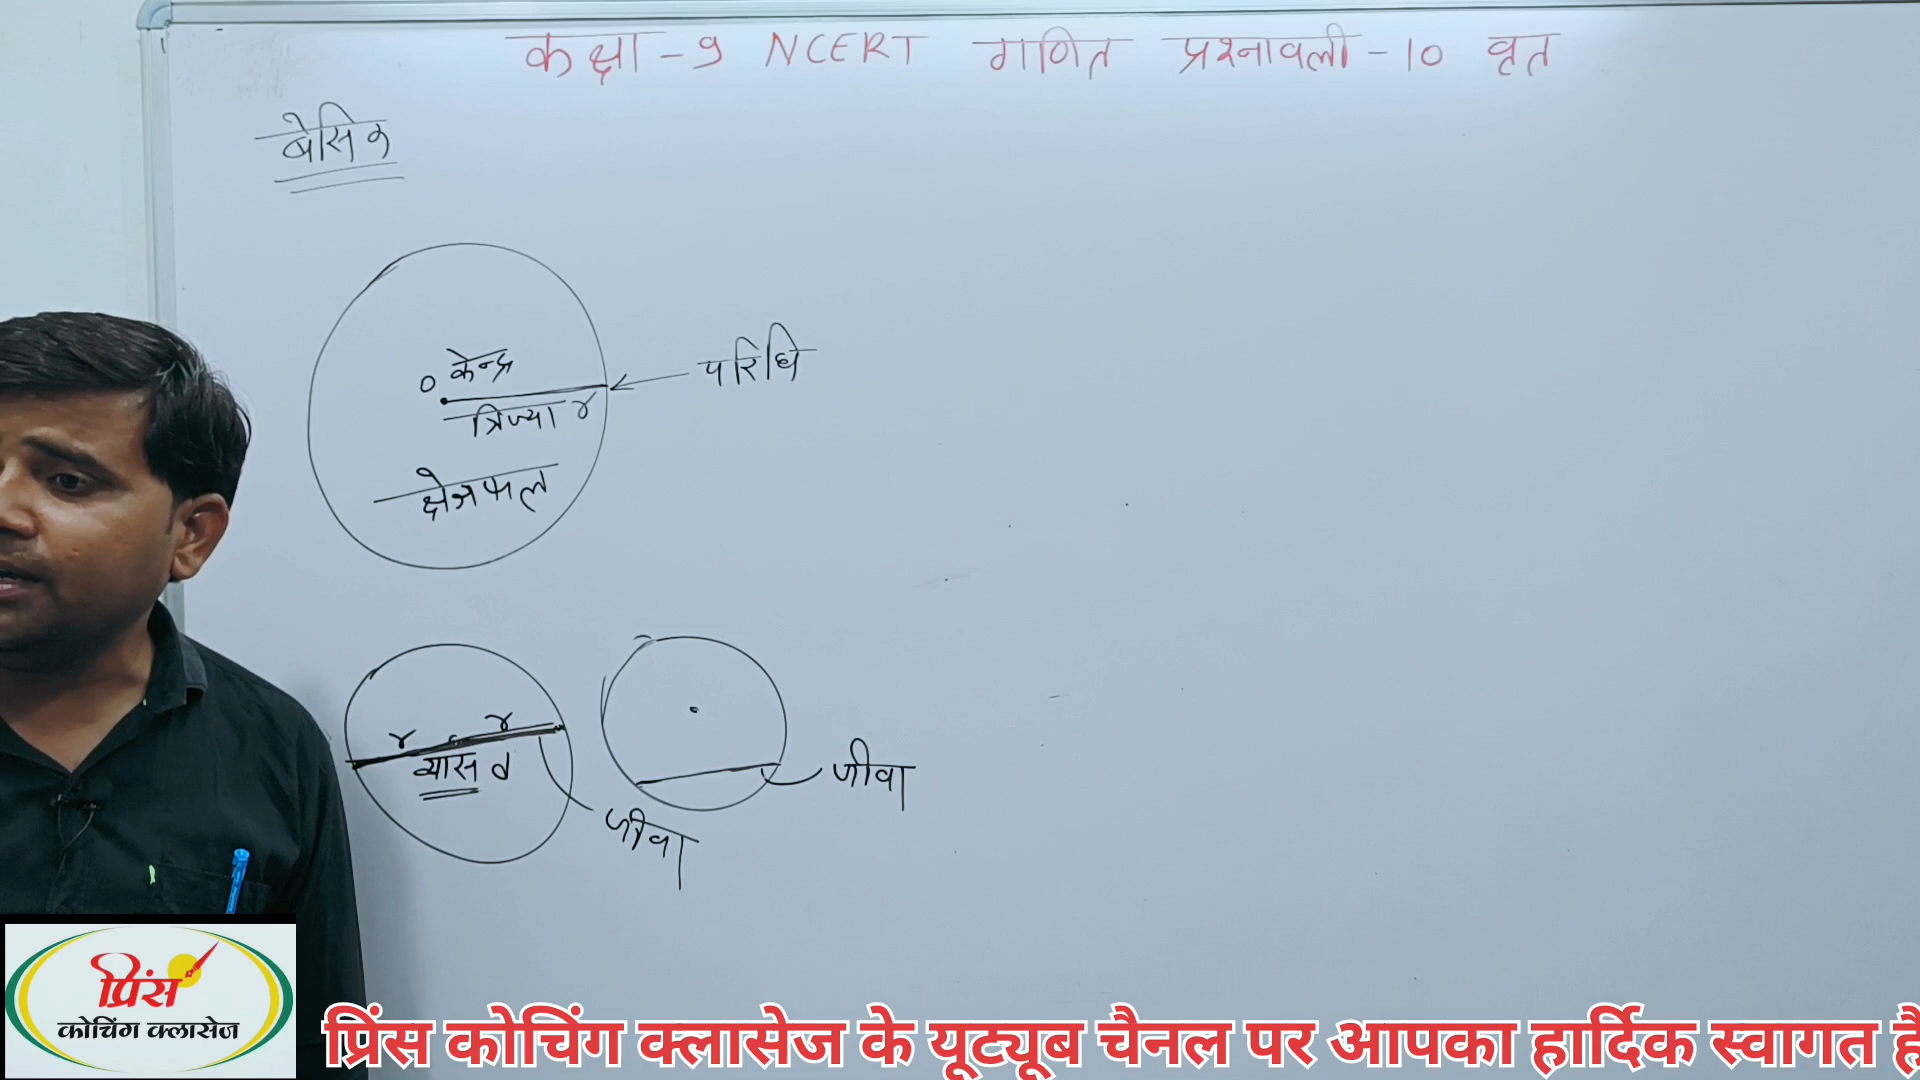 कक्षा - 9 NCERT गणित प्रश्नावली - 10 वृत
बेसिक
केन्द्र
O
परिधि
त्रिज्या r
क्षेत्रफल
r r
व्यास d
जीवा
जीवा
प्रिंस
कोचिंग क्लासेज
प्रिंस कोचिंग क्लासेज के यूट्यूब चैनल पर आपका हार्दिक स्वागत है